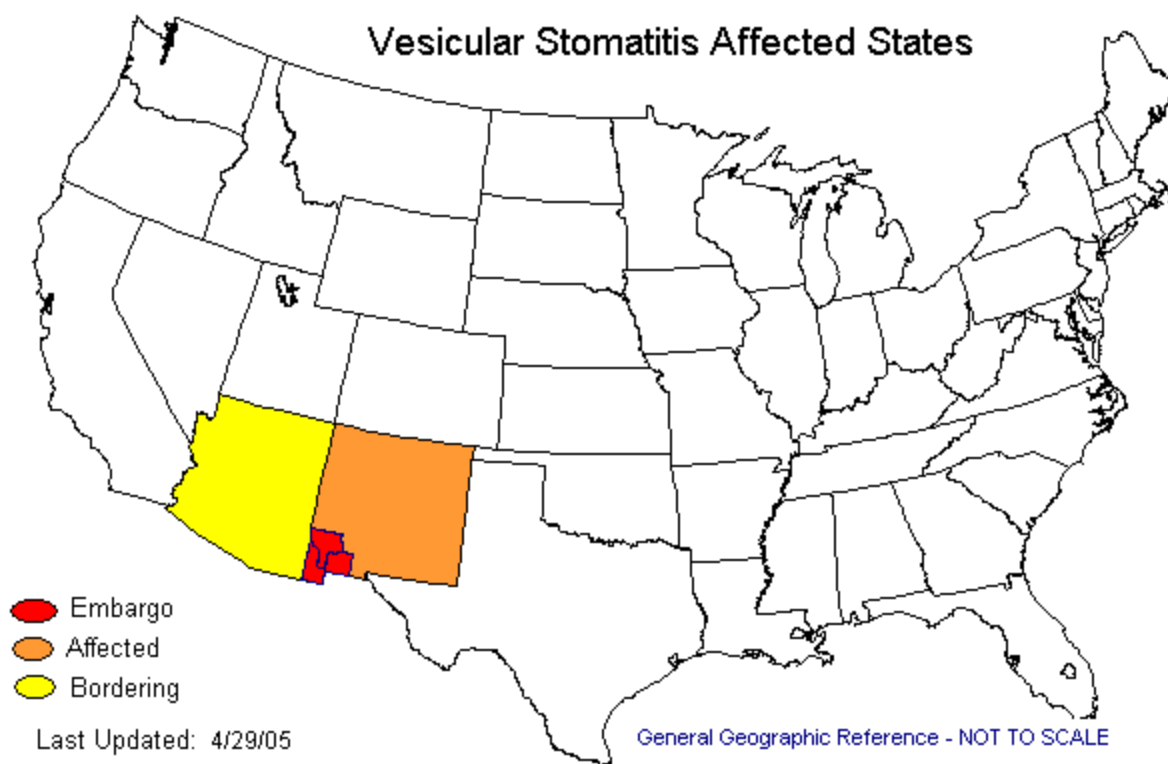 Vesicular Stomatitis Affected States
Embargo
Affected
Bordering
Last Updated: 4/29/05
General Geographic Reference - NOT TO SCALE